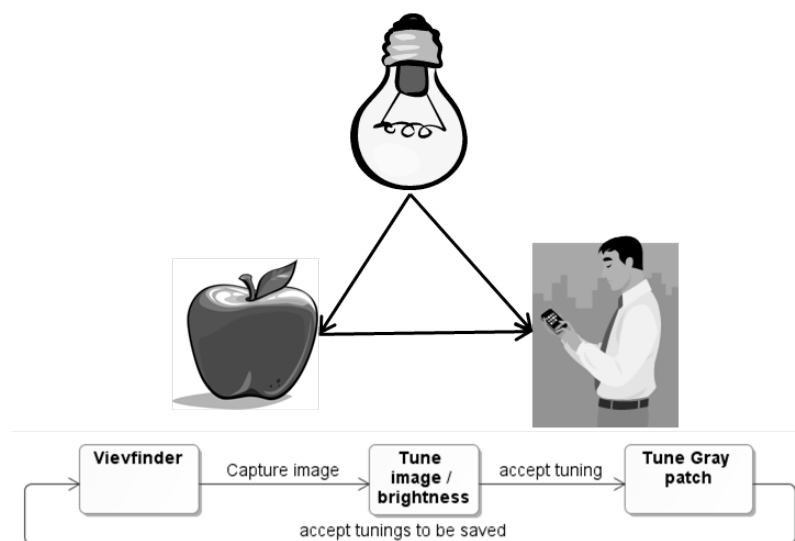 Vievfinder
Capture image
Tune
image /
brightness
accept tuning
Tune Gray
patch
accept tunings to be saved